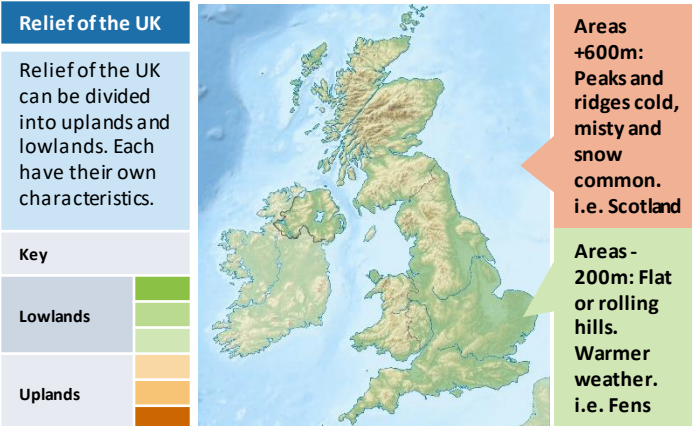 Relief of the UK
Relief of the UK
can be divided
into uplands and
lowlands. Each
have their own
characteristics.
Key
Lowlands
Uplands
Areas
+600m:
Peaks and
ridges cold,
misty and
snow
common.
i.e. Scotland
Areas -
200m: Flat
or rolling
hills.
Warmer
weather.
i.e. Fens